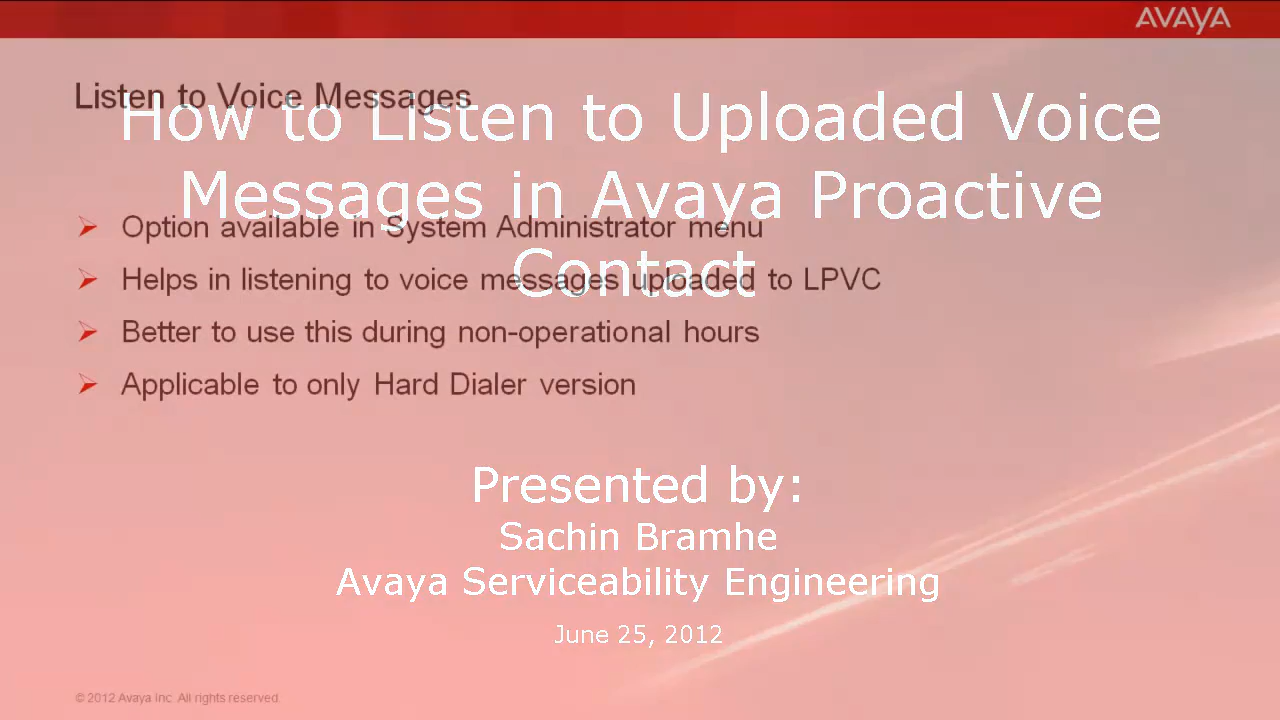 AVAYA
Listen to Voice Messages
How to Listen to Uploaded Voice
Messages in Avaya Proactive
Contact
Option available in System Administrator menu
Helps in listening to voice messages uploaded to LPVC
Better to use this during non-operational hours
Applicable to only Hard Dialer version
Presented by:
Sachin Bramhe
Avaya Serviceability Engineering
June 25, 2012
© 2012 Avaya Inc. All rights reserved.